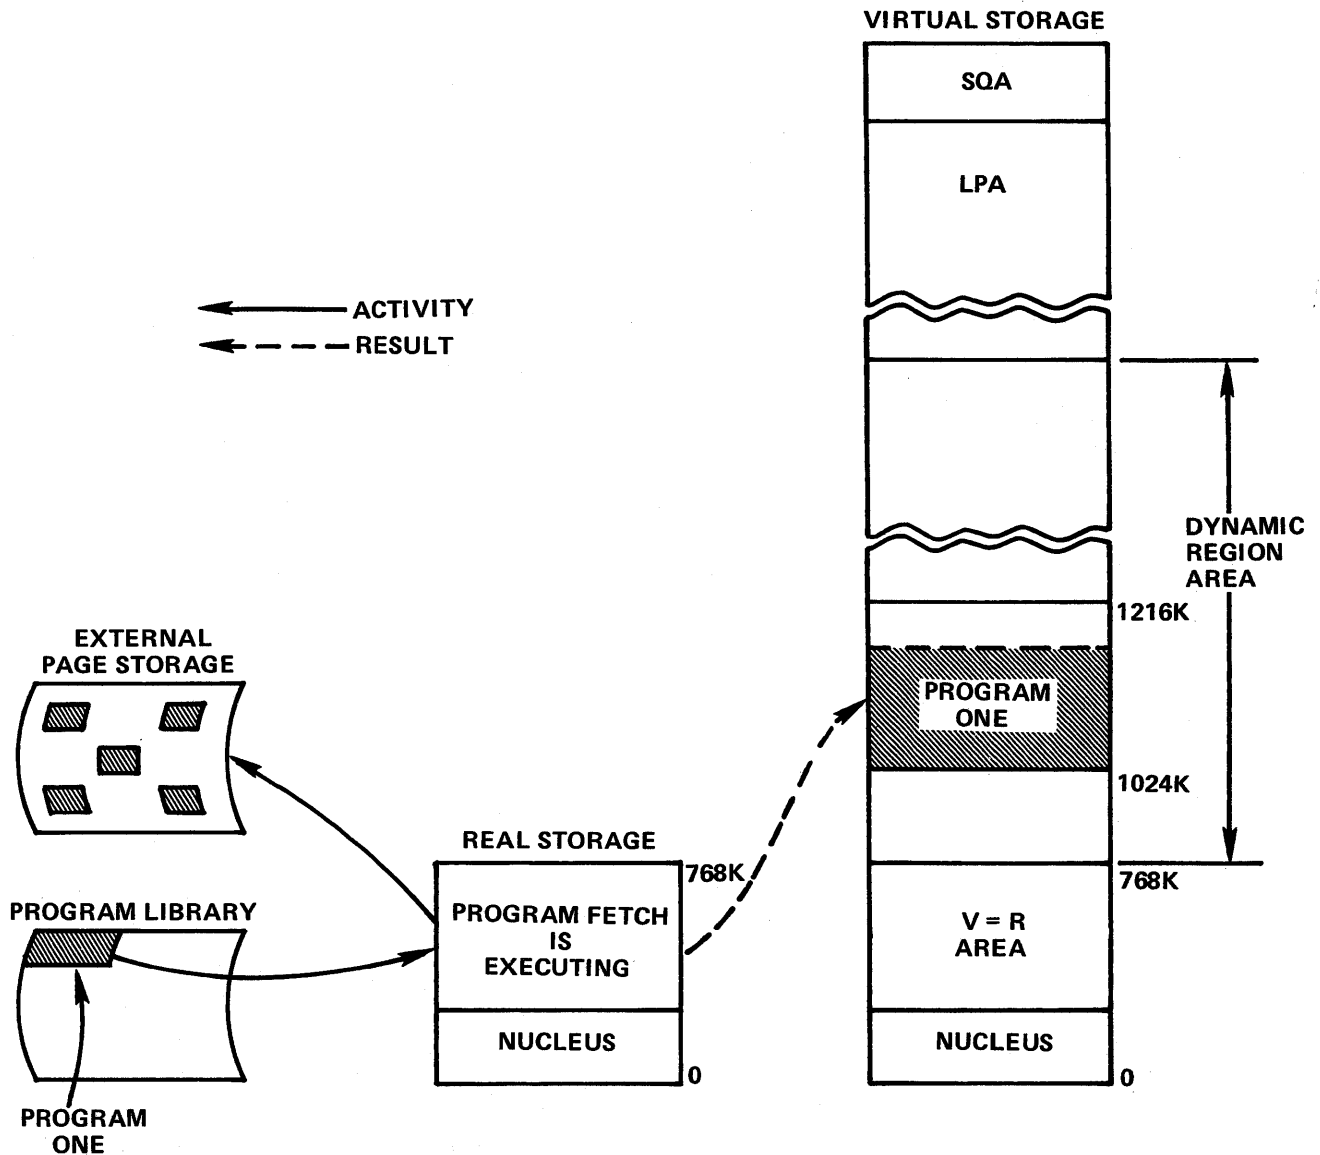 VIRTUAL STORAGE
SQA
LPA
ACTIVITY
RESULT
DYNAMIC
REGION
AREA
1216K
PROGRAM
ONE
1024K
768K
V = R
AREA
NUCLEUS
0
EXTERNAL
PAGE STORAGE
REAL STORAGE
768K
PROGRAM FETCH
IS
EXECUTING
NUCLEUS
0
PROGRAM LIBRARY
PROGRAM
ONE